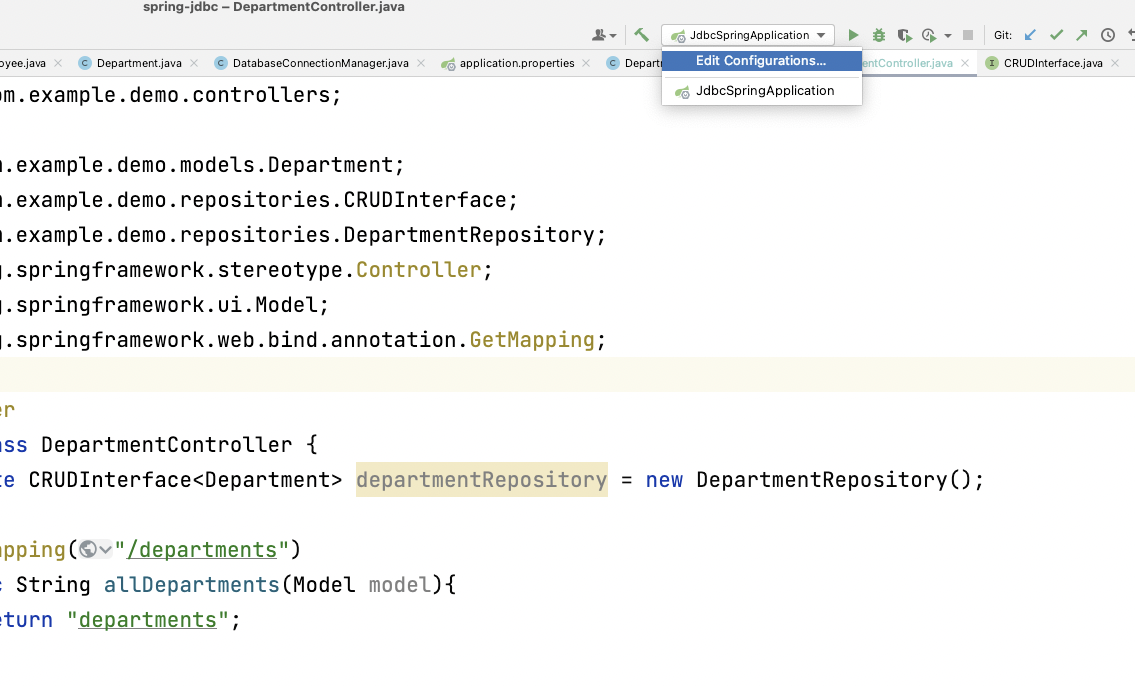 spring-jdbc – DepartmentController.java
JdbcSpringApplication
Git:
oyee.java
Department.java
DatabaseConnectionManager.java
application.properties
Departr
entController.java
CRUDInterface.java
Edit Configurations...
JdbcSpringApplication
om.example.demo.controllers;
.example.demo.models.Department;
.example.demo.repositories.CRUDInterface;
.example.demo.repositories.DepartmentRepository;
.springframework.stereotype.Controller;
.springframework.ui.Model;
.springframework.web.bind.annotation.GetMapping;
er
ass DepartmentController {
te CRUDInterface<Department> departmentRepository = new DepartmentRepository();
apping("/departments")
c String allDepartments(Model model){
eturn "departments";